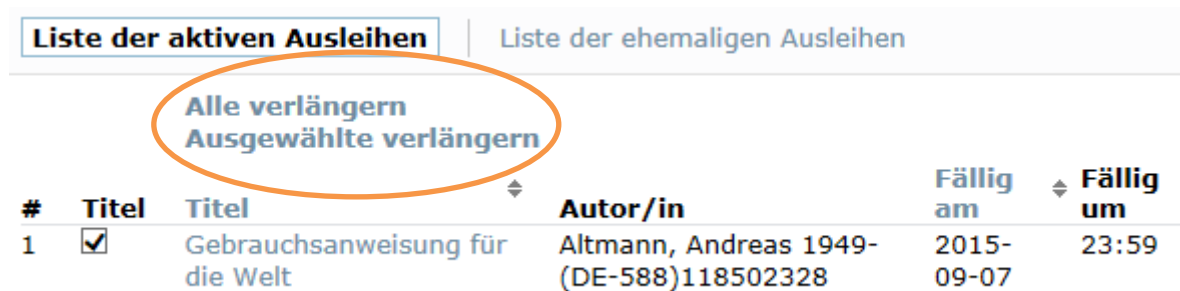 Liste der aktiven Ausleihen Liste der ehemaligen Ausleihen
Alle verlängern
Ausgewählte verlängern
# Titel Titel Autor/in Fällig am Fällig um
1 Gebrauchsanweisung für die Welt Altmann, Andreas 1949- (DE-588)118502328 2015-09-07 23:59